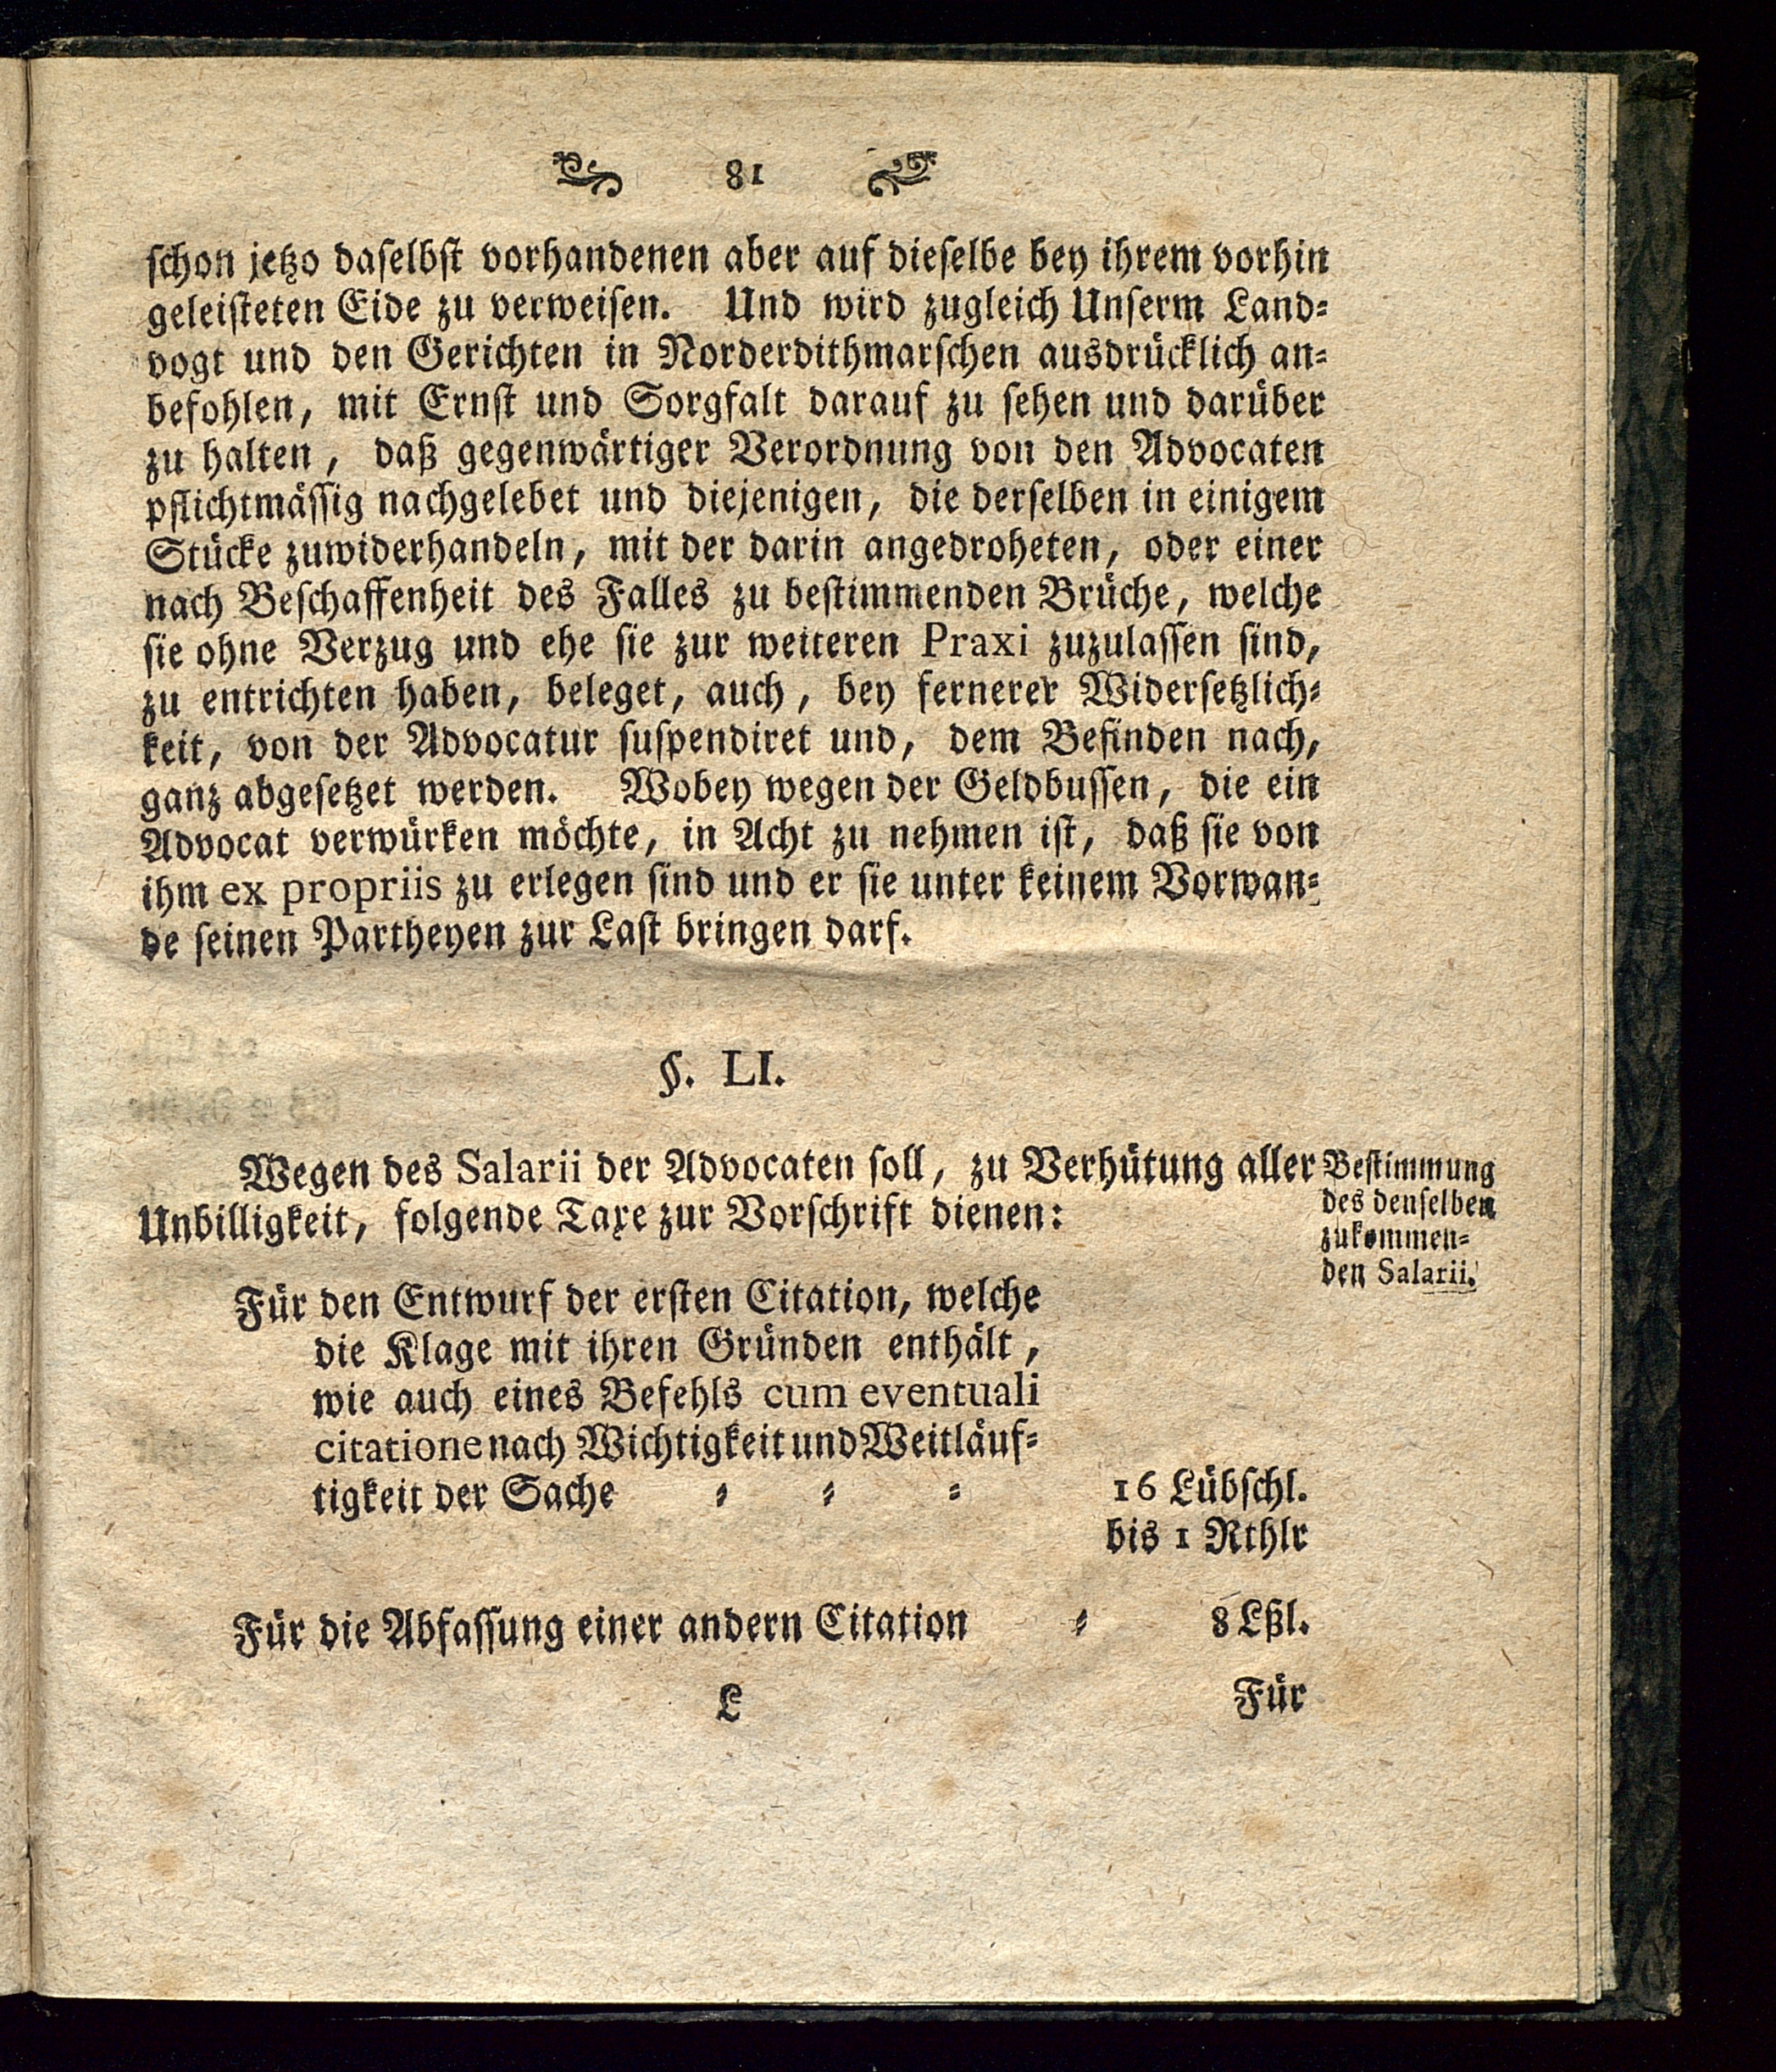 81
schon jetzo daselbst vorhandenen aber auf dieselbe bey ihrem vorhin
geleisteten Eide zu verweisen. Und wird zugleich Unserm Land-
vogt und den Gerichten in Norderdithmarschen ausdrücklich an-
befohlen, mit Ernst und Sorgfalt darauf zu sehen und darüber
zu halten, daß gegenwärtiger Verordnung von den Advocaten
pflichtmässig nachgelebet und diejenigen, die derselben in einigem
Stücke zuwiderhandeln, mit der darin angedroheten, oder einer
nach Beschaffenheit des Falles zu bestimmenden Brüche, welche
sie ohne Verzug und ehe sie zur weiteren Praxi zuzulassen sind,
zu entrichten haben, beleget, auch, bey fernerer Widersetzlich-
keit, von der Advocatur suspendiret und, dem Befinden nach,
ganz abgesetzet werden. Wobey wegen der Geldbussen, die ein
Advocat verwürken möchte, in Acht zu nehmen ist, daß sie von
ihm ex propriis zu erlegen sind und er sie unter keinem Vorwan-
de seinen Partheyen zur Last bringen darf.
§. LI.
Wegen des Salarii der Advocaten soll, zu Verhütung aller
Unbilligkeit, folgende Taxe zur Vorschrift dienen:
Bestimmung
des denselben
zukommen-
den Salarii.
Für den Entwurf der ersten Citation, welche
die Klage mit ihren Gründen enthält,
wie auch eines Befehls cum eventuali
citatione nach Wichtigkeit und Weitläuf-
tigkeit der Sache - - - 16 Lübschl.
bis 1 Rthlr
Für die Abfassung einer andern Citation - 8 Lßl.
L Für